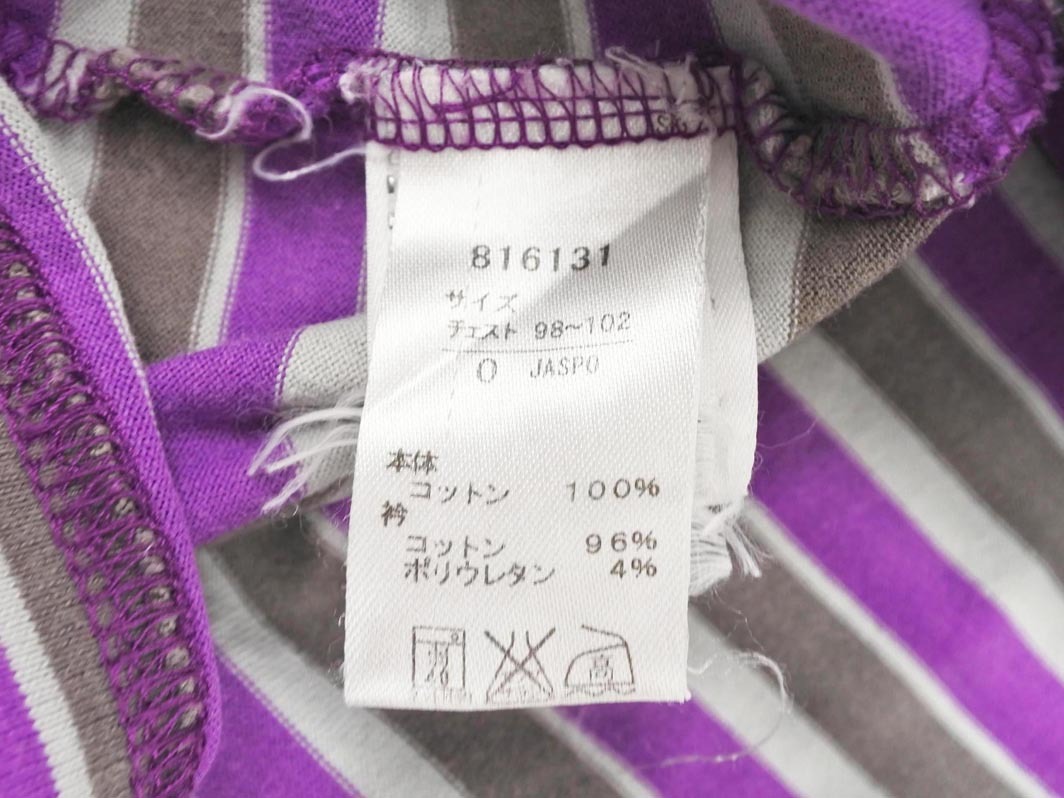 816131
サイズ
チェスト 98~102
O JASPO
本体
コットン 100%
衿
コットン 96%
ポリウレタン 4%
高